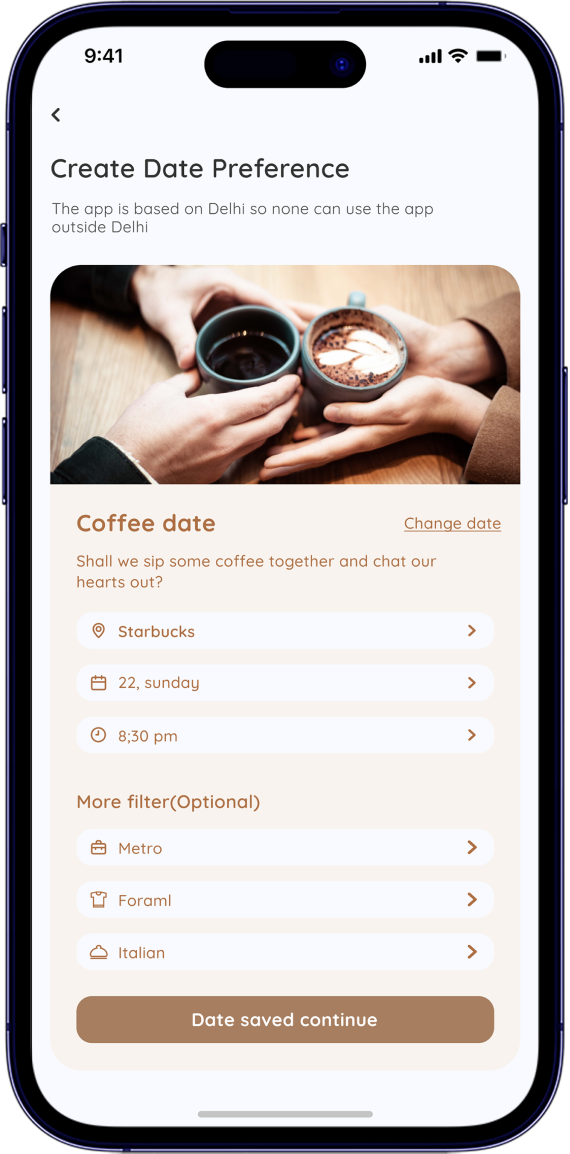 9:41
Create Date Preference
The app is based on Delhi so none can use the app
outside Delhi
Coffee date
Change date
Shall we sip some coffee together and chat our
hearts out?
Starbucks
22, sunday
8;30 pm
More filter(Optional)
Metro
Foraml
Italian
Date saved continue